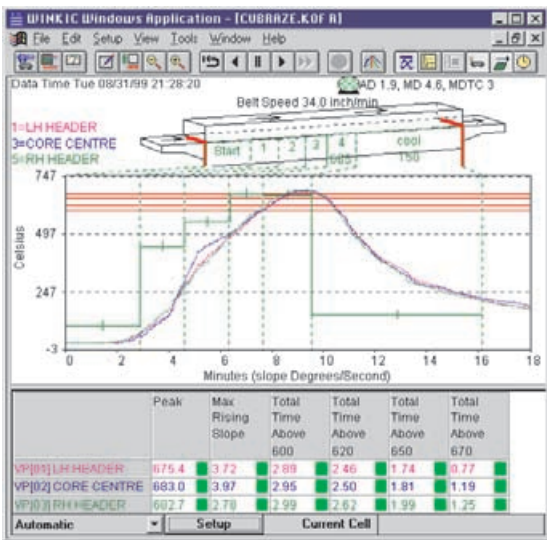 WINKIC Windows Application - [CUBRAZE.KOF A]
File Edit Setup View Tools Window Help
Data Time Tue 08/31/99 21:28:20
AD 1.9, MD 4.6, MDTC 3
Belt Speed 34.0 inch/min
1=LH HEADER
3=CORE CENTRE
5=RH HEADER
Start 1 2 3 4 cool
685 150
747
497
247
-3
Celsius
0 2 4 6 8 10 12 14 16 18
Minutes (slope Degrees/Second)
Peak Max Rising Slope Total Time Above 600 Total Time Above 620 Total Time Above 650 Total Time Above 670
VP[01] LH HEADER 675.4 3.72 2.89 2.46 1.74 0.77
VP[02] CORE CENTRE 683.0 3.97 2.95 2.50 1.81 1.19
VP[03] RH HEADER 682.7 2.78 2.99 2.62 1.99 1.25
Automatic Setup Current Cell